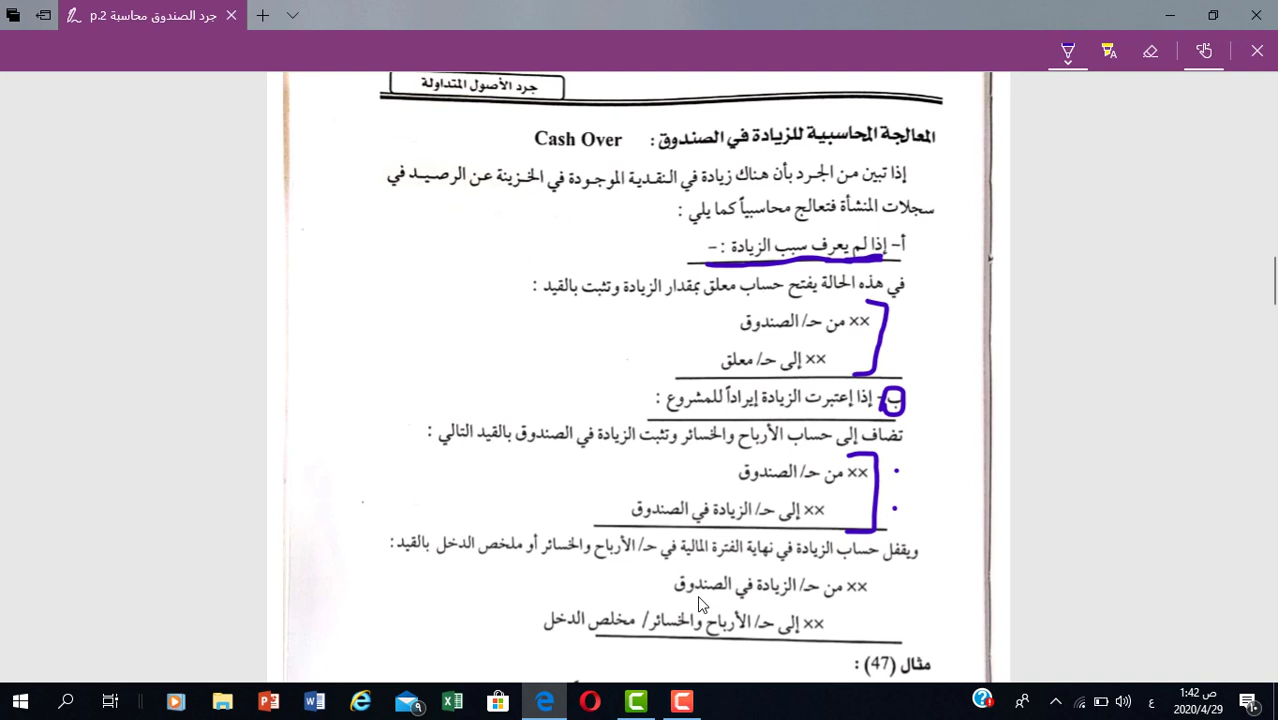 جرد الصندوق محاسبة p.2
جرد الأصول المتداولة
المعالجة المحاسبية للزيادة في الصندوق : Cash Over
إذا تبين من الجرد بأن هناك زيادة في النقدية الموجودة في الخزينة عن الرصيد في
سجلات المنشأة فتعالج محاسبياً كما يلي :
أ- إذا لم يعرف سبب الزيادة : -
في هذه الحالة يفتح حساب معلق بمقدار الزيادة وتثبت بالقيد :
×× من حـ/ الصندوق
×× إلى حـ/ معلق
ب- إذا إعتبرت الزيادة إيراداً للمشروع :
تضاف إلى حساب الأرباح والخسائر وتثبت الزيادة في الصندوق بالقيد التالي :
×× من حـ/ الصندوق
×× إلى حـ/ الزيادة في الصندوق
ويقفل حساب الزيادة في نهاية الفترة المالية في حـ/ الأرباح والخسائر أو ملخص الدخل بالقيد :
×× من حـ/ الزيادة في الصندوق
×× إلى حـ/ الأرباح والخسائر/ مخلص الدخل
مثال (47) :
ع
1:42 ص
2020/4/29